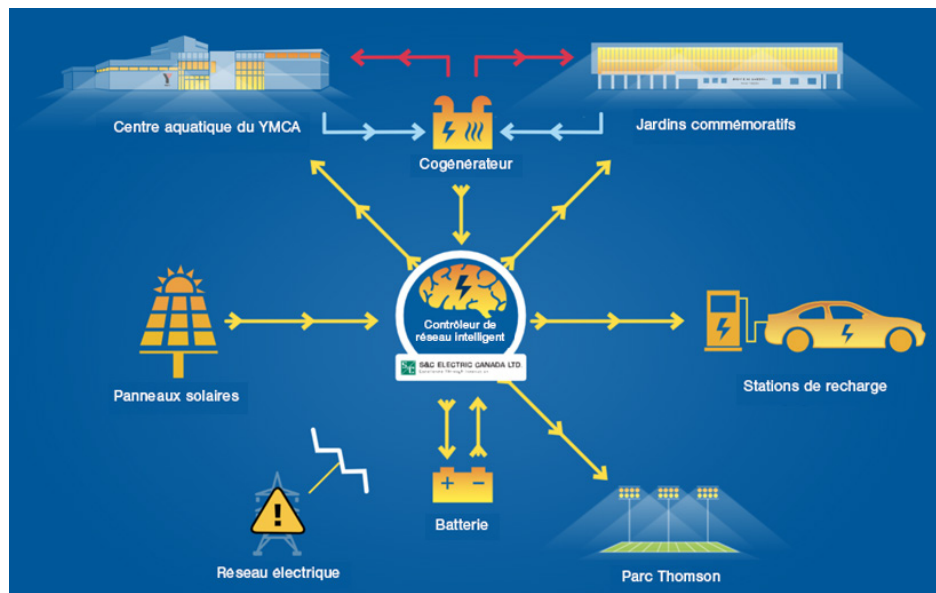 Centre aquatique du YMCA
Jardins commémoratifs
Cogénérateur
Contrôleur de
réseau intelligent
S&C ELECTRIC CANADA LTD.
Panneaux solaires
Stations de recharge
Batterie
Réseau électrique
Parc Thomson